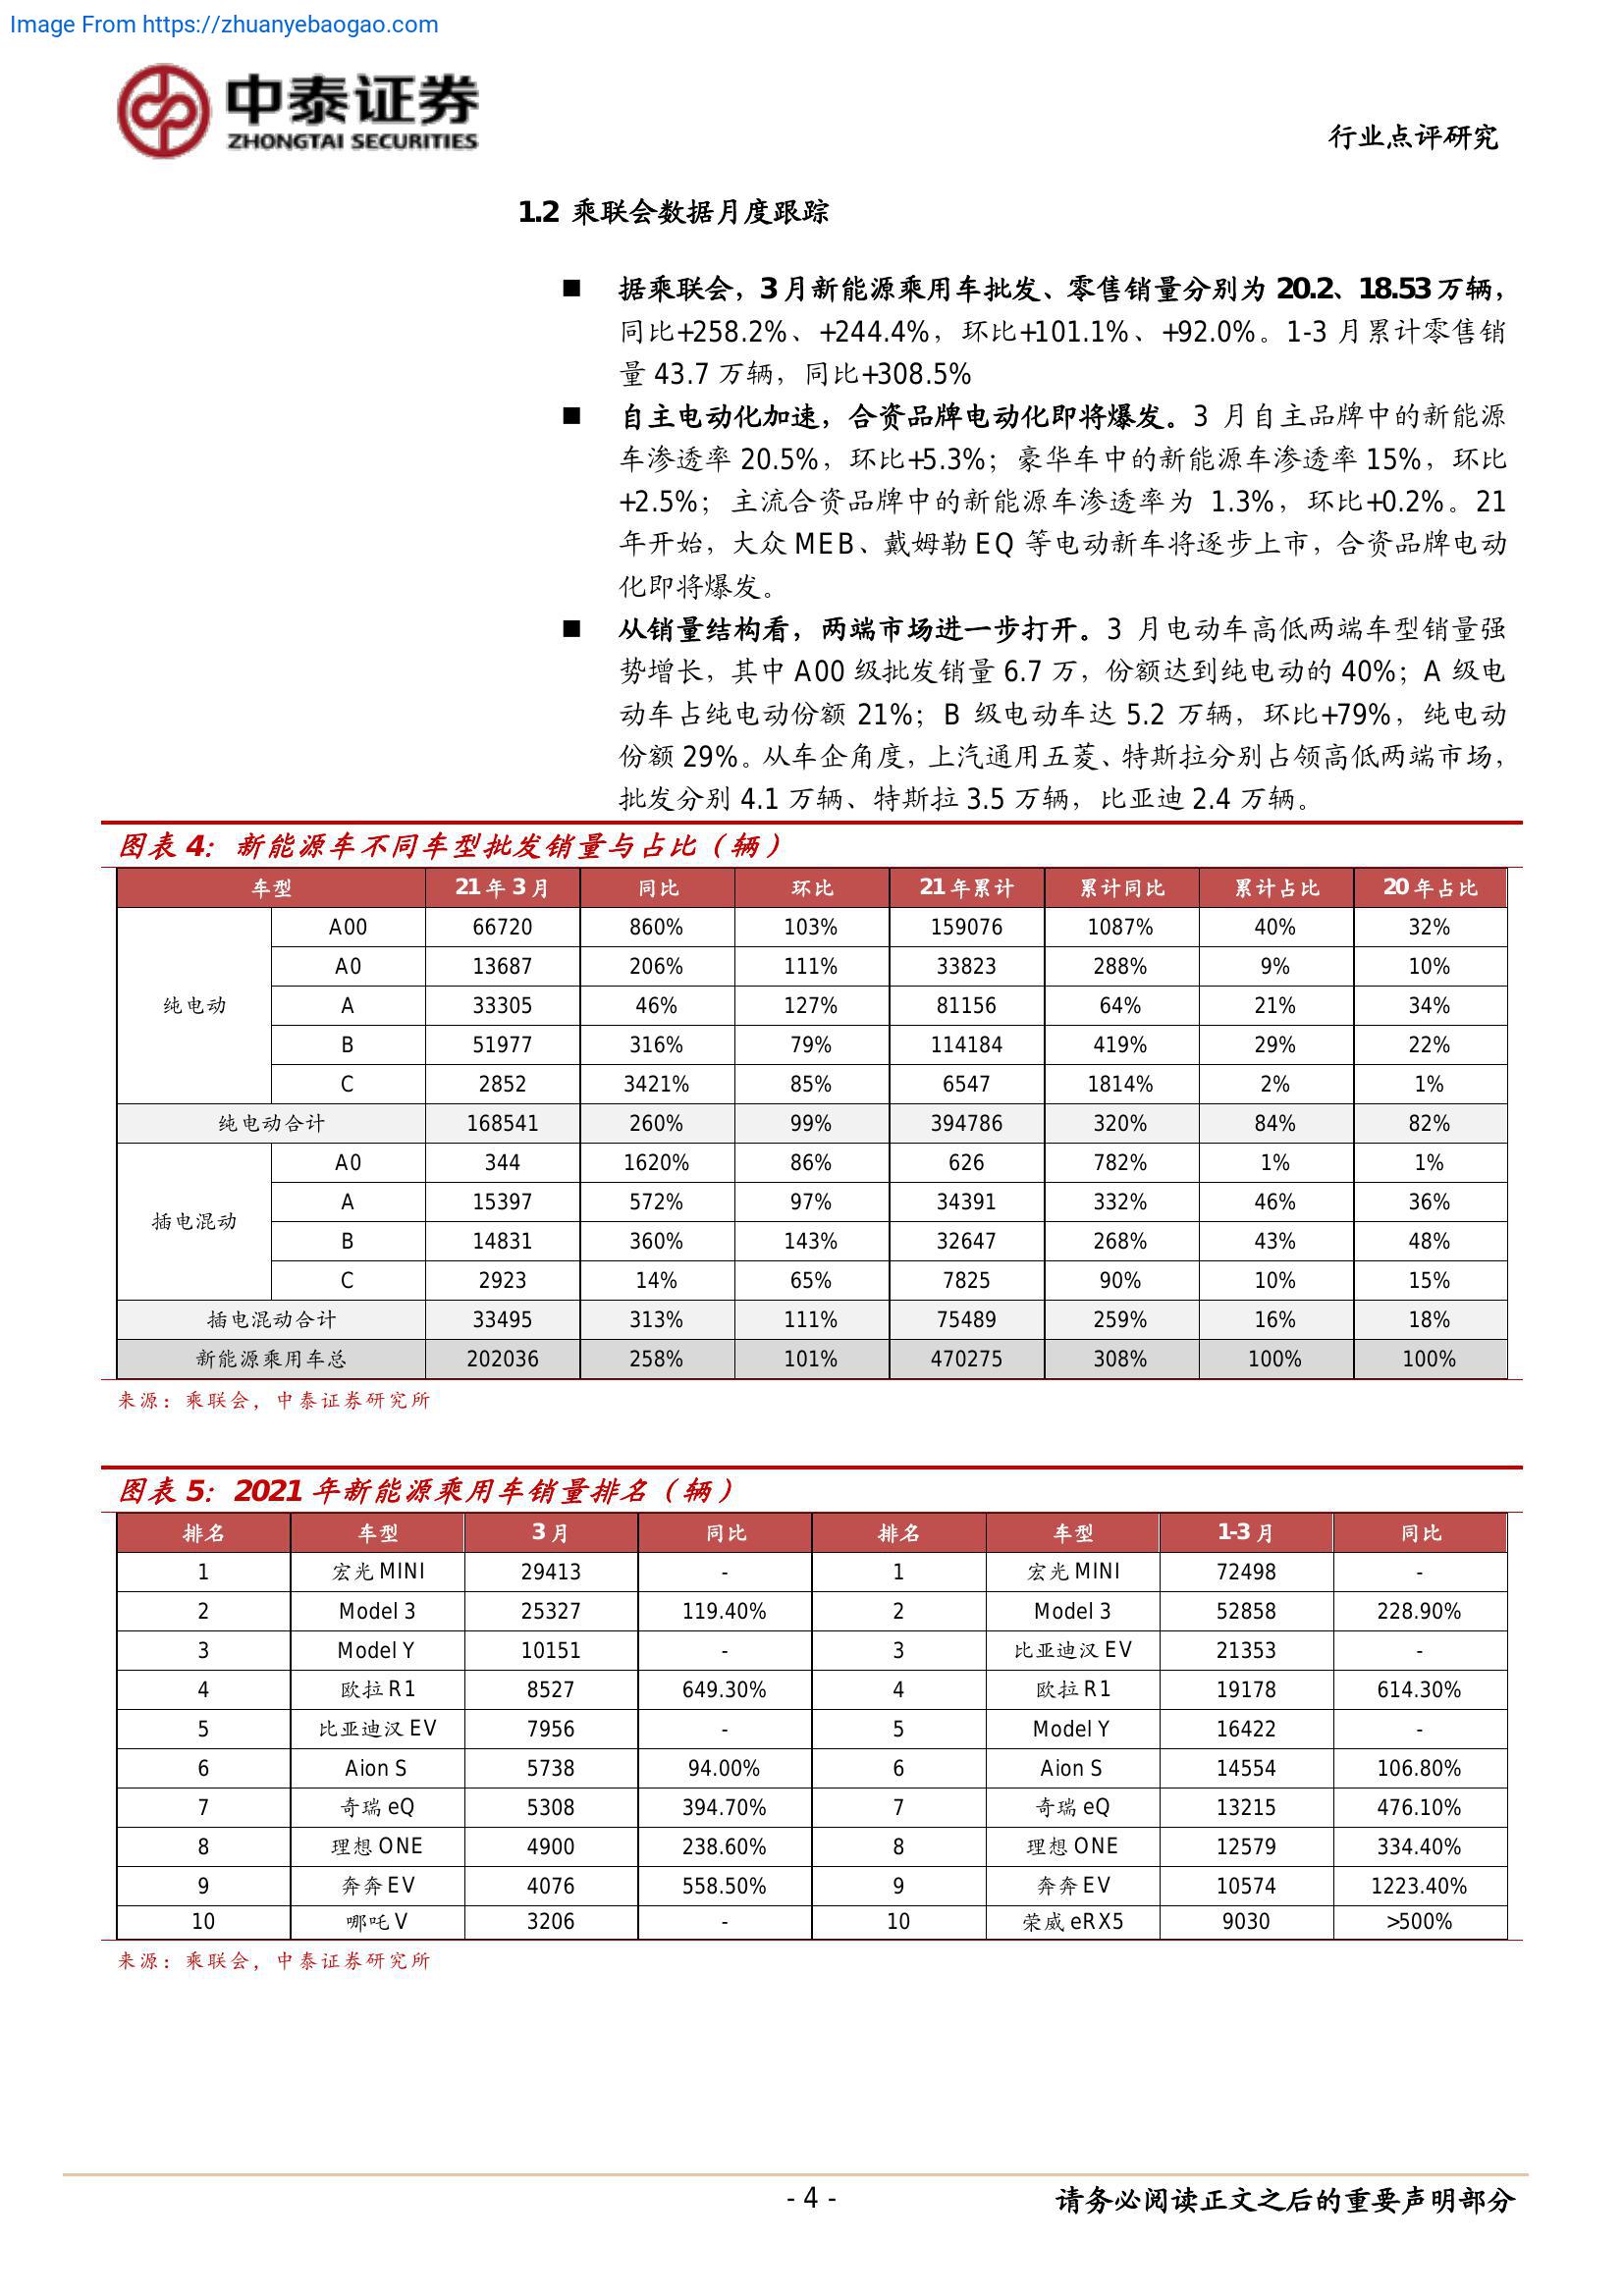 Image From https://zhuanyebaogao.com
中泰证券
ZHONGTAI SECURITIES
行业点评研究
1.2 乘联会数据月度跟踪
■ 据乘联会，3 月新能源乘用车批发、零售销量分别为 20.2、18.53 万辆，
同比+258.2%、+244.4%，环比+101.1%、+92.0%。1-3 月累计零售销
量 43.7 万辆，同比+308.5%
■ 自主电动化加速，合资品牌电动化即将爆发。3 月自主品牌中的新能源
车渗透率 20.5%，环比+5.3%；豪华车中的新能源车渗透率 15%，环比
+2.5%；主流合资品牌中的新能源车渗透率为 1.3%，环比+0.2%。21
年开始，大众 MEB、戴姆勒 EQ 等电动新车将逐步上市，合资品牌电动
化即将爆发。
■ 从销量结构看，两端市场进一步打开。3 月电动车高低两端车型销量强
势增长，其中 A00 级批发销量 6.7 万，份额达到纯电动的 40%；A 级电
动车占纯电动份额 21%；B 级电动车达 5.2 万辆，环比+79%，纯电动
份额 29%。从车企角度，上汽通用五菱、特斯拉分别占领高低两端市场，
批发分别 4.1 万辆、特斯拉 3.5 万辆，比亚迪 2.4 万辆。
图表 4：新能源车不同车型批发销量与占比（辆）
车型 21 年 3 月 同比 环比 21 年累计 累计同比 累计占比 20 年占比
A00 66720 860% 103% 159076 1087% 40% 32%
A0 13687 206% 111% 33823 288% 9% 10%
纯电动 A 33305 46% 127% 81156 64% 21% 34%
B 51977 316% 79% 114184 419% 29% 22%
C 2852 3421% 85% 6547 1814% 2% 1%
纯电动合计 168541 260% 99% 394786 320% 84% 82%
A0 344 1620% 86% 626 782% 1% 1%
A 15397 572% 97% 34391 332% 46% 36%
插电混动
B 14831 360% 143% 32647 268% 43% 48%
C 2923 14% 65% 7825 90% 10% 15%
插电混动合计 33495 313% 111% 75489 259% 16% 18%
新能源乘用车总 202036 258% 101% 470275 308% 100% 100%
来源：乘联会，中泰证券研究所
图表 5：2021 年新能源乘用车销量排名（辆）
排名 车型 3 月 同比 排名 车型 1-3 月 同比
1 宏光 MINI 29413 - 1 宏光 MINI 72498 -
2 Model 3 25327 119.40% 2 Model 3 52858 228.90%
3 Model Y 10151 - 3 比亚迪汉 EV 21353 -
4 欧拉 R1 8527 649.30% 4 欧拉 R1 19178 614.30%
5 比亚迪汉 EV 7956 - 5 Model Y 16422 -
6 Aion S 5738 94.00% 6 Aion S 14554 106.80%
7 奇瑞 eQ 5308 394.70% 7 奇瑞 eQ 13215 476.10%
8 理想 ONE 4900 238.60% 8 理想 ONE 12579 334.40%
9 奔奔 EV 4076 558.50% 9 奔奔 EV 10574 1223.40%
10 哪吒 V 3206 - 10 荣威 eRX5 9030 >500%
来源：乘联会，中泰证券研究所
- 4 -
请务必阅读正文之后的重要声明部分